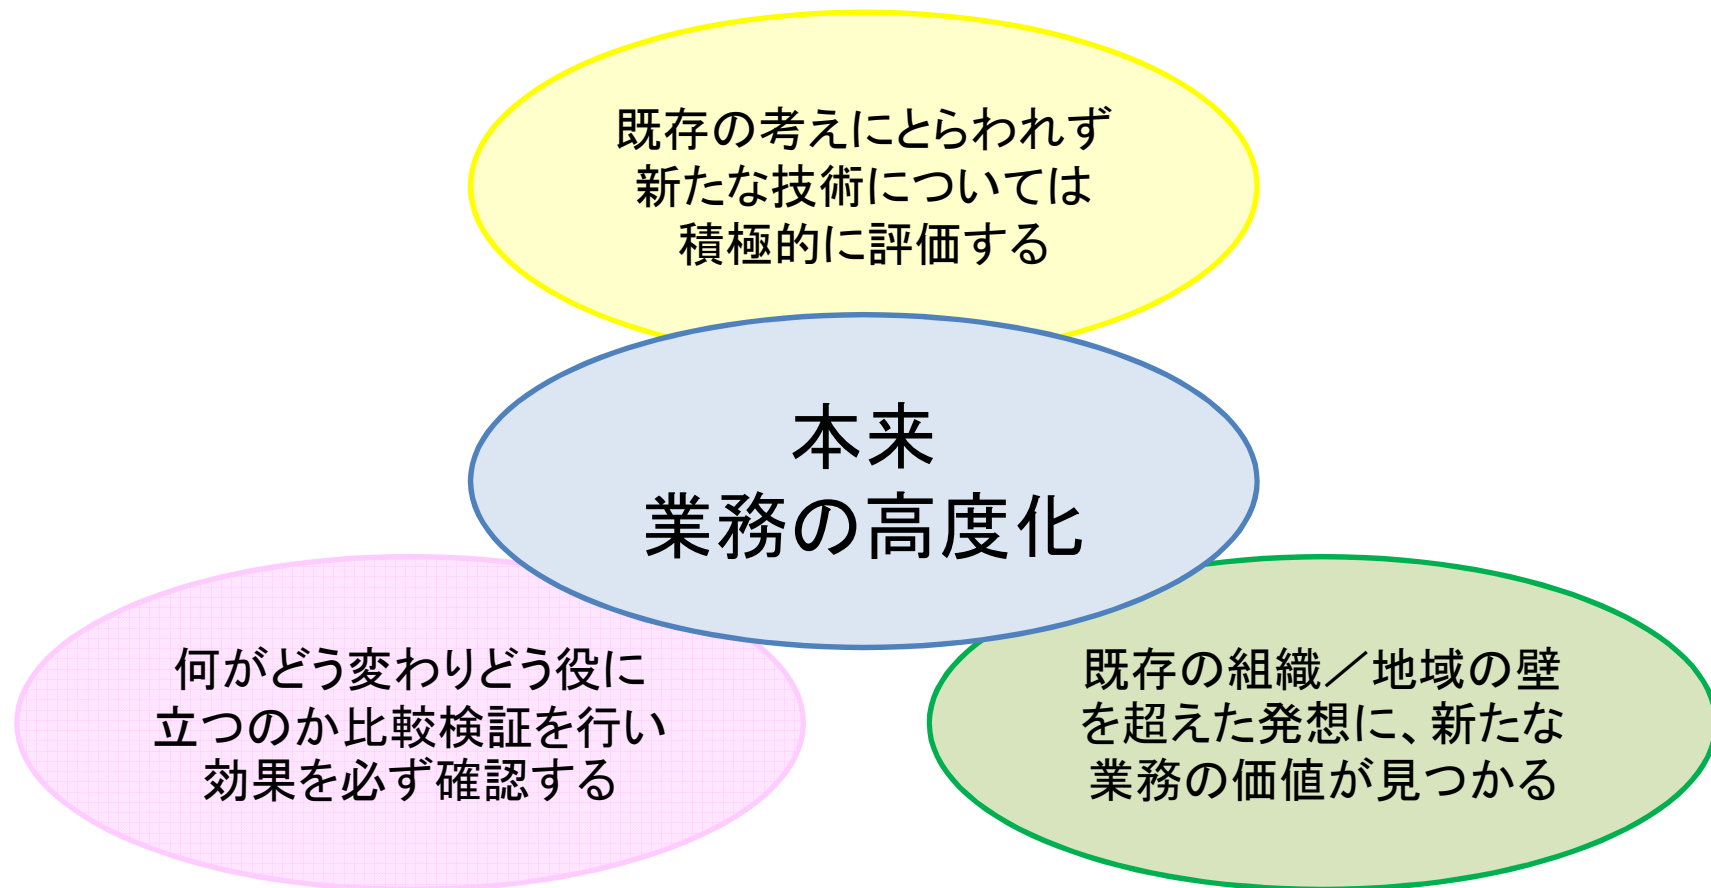 既存の考えにとらわれず
新たな技術については
積極的に評価する
本来
業務の高度化
何がどう変わりどう役に
立つのか比較検証を行い
効果を必ず確認する
既存の組織／地域の壁
を超えた発想に、新たな
業務の価値が見つかる